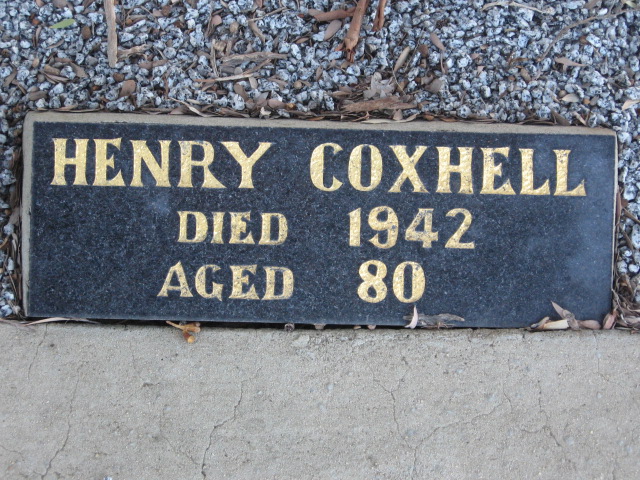 HENRY COXHELL
DIED 1942
AGED 80